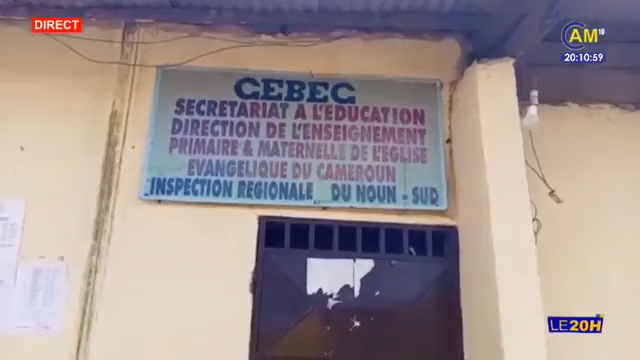 DIRECT
CAM10
20:10:59
CEBEC
SECRETARIAT A L'EDUCATION
DIRECTION DE L'ENSEIGNEMENT
PRIMAIRE & MATERNELLE DE L'EGLISE
EVANGELIQUE DU CAMEROUN
INSPECTION REGIONALE DU NOUN - SUD
LE20H